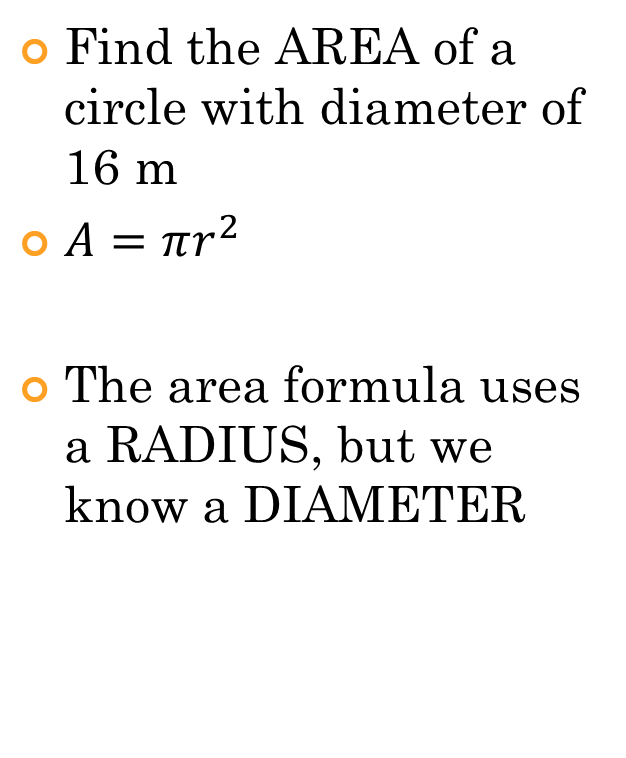 Find the AREA of a
circle with diameter of
16 m
A = πr²
The area formula uses
a RADIUS, but we
know a DIAMETER